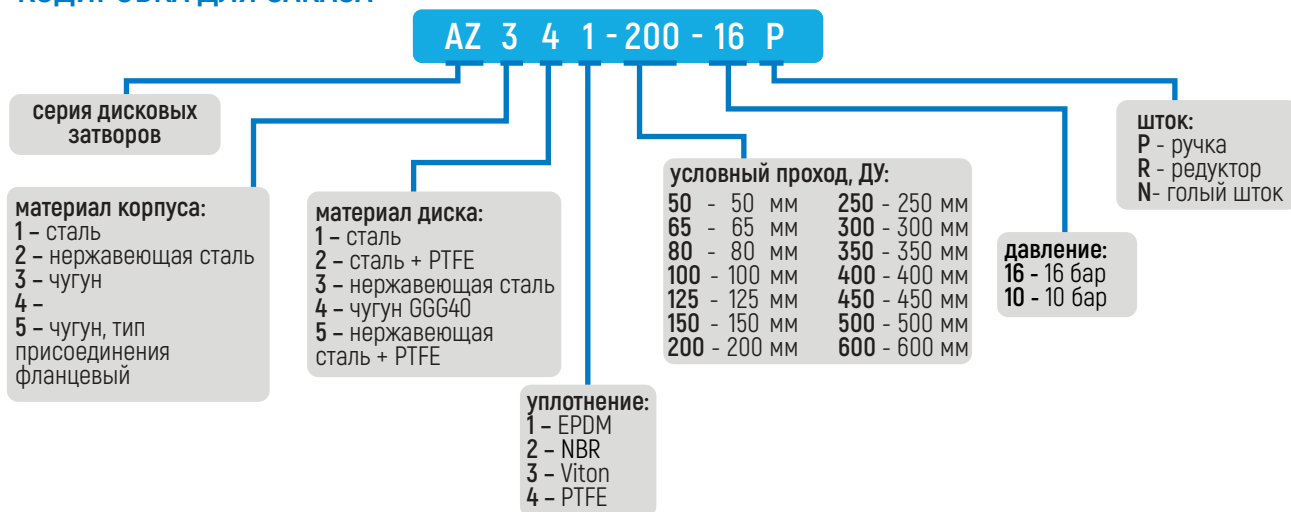 AZ 3 4 1 - 200 - 16 P
серия дисковых
затворов
материал корпуса:
1 – сталь
2 – нержавеющая сталь
3 – чугун
4 –
5 – чугун, тип
присоединения
фланцевый
материал диска:
1 – сталь
2 – сталь + PTFE
3 – нержавеющая сталь
4 – чугун GGG40
5 – нержавеющая
сталь + PTFE
уплотнение:
1 – EPDM
2 – NBR
3 – Viton
4 – PTFE
условный проход, ДУ:
50 - 50 мм 250 - 250 мм
65 - 65 мм 300 - 300 мм
80 - 80 мм 350 - 350 мм
100 - 100 мм 400 - 400 мм
125 - 125 мм 450 - 450 мм
150 - 150 мм 500 - 500 мм
200 - 200 мм 600 - 600 мм
давление:
16 - 16 бар
10 - 10 бар
шток:
P - ручка
R - редуктор
N- голый шток